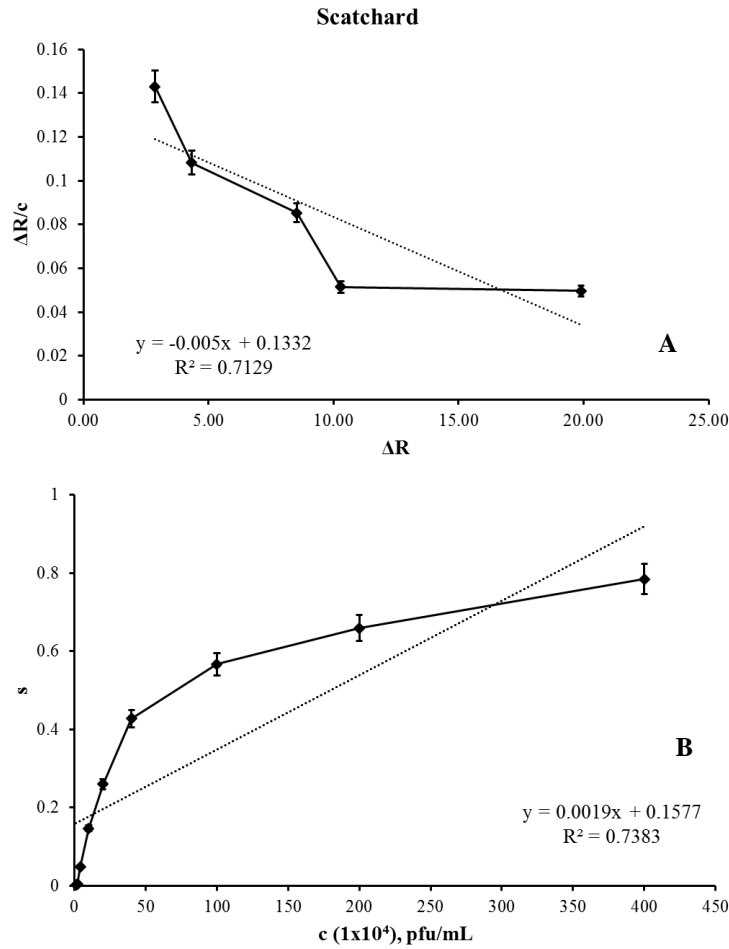 Scatchard
0.16
0.14
0.12
0.1
0.08
0.06
0.04
0.02
0
ΔR/c
y = -0.005x + 0.1332
R² = 0.7129
A
0.00
5.00
10.00
15.00
20.00
25.00
ΔR
1
0.8
0.6
0.4
0.2
0
s
B
y = 0.0019x + 0.1577
R² = 0.7383
0
50
100
150
200
250
300
350
400
450
c (1x10⁴), pfu/mL